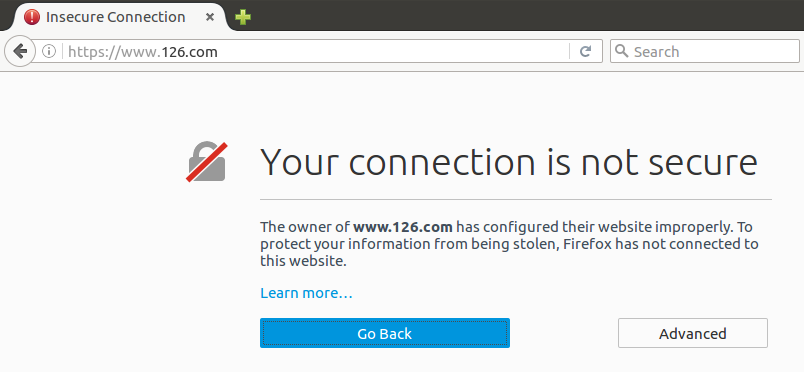 Insecure Connection
https://www.126.com
Search
Your connection is not secure
The owner of www.126.com has configured their website improperly. To
protect your information from being stolen, Firefox has not connected to
this website.
Learn more…
Go Back
Advanced